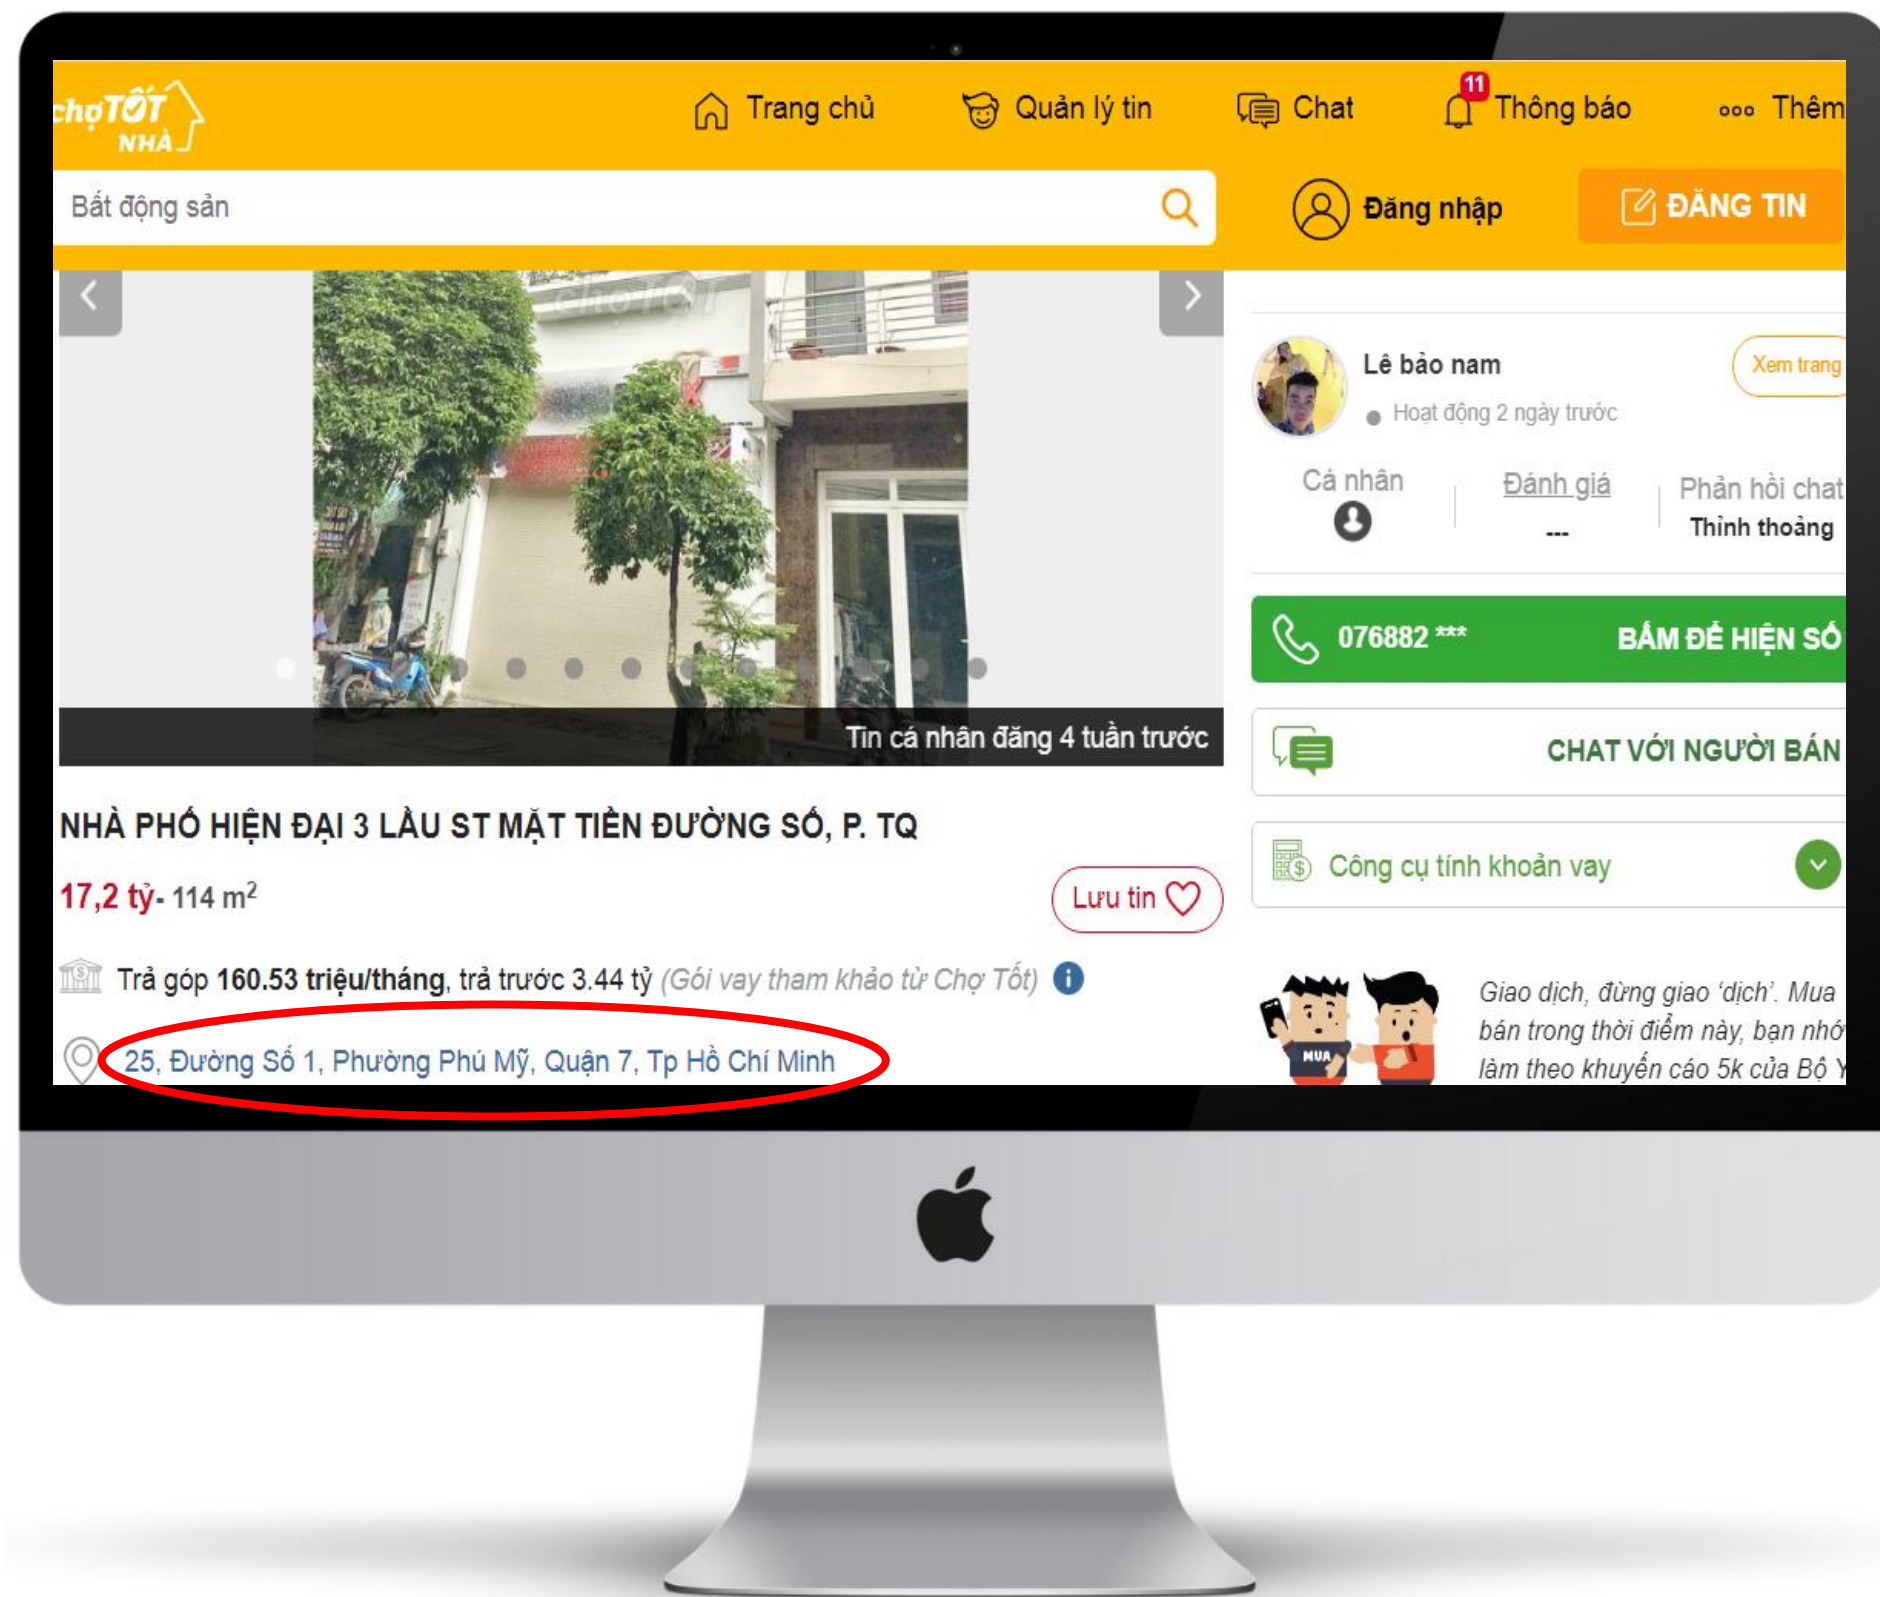 chợTỐT
NHÀ
Trang chủ
Quản lý tin
Chat
11
Thông báo
Thêm
Bất động sản
Đăng nhập
ĐĂNG TIN
chợTỐT
Lê bảo nam
Xem trang
Hoạt động 2 ngày trước
Cá nhân
Đánh giá
---
Phản hồi chat
Thỉnh thoảng
076882 ***
BẤM ĐỂ HIỆN SỐ
Tin cá nhân đăng 4 tuần trước
CHAT VỚI NGƯỜI BÁN
NHÀ PHỐ HIỆN ĐẠI 3 LẦU ST MẶT TIỀN ĐƯỜNG SỐ, P. TQ
17,2 tỷ- 114 m²
Lưu tin
Công cụ tính khoản vay
Trả góp 160.53 triệu/tháng, trả trước 3.44 tỷ (Gói vay tham khảo từ Chợ Tốt)
25, Đường Số 1, Phường Phú Mỹ, Quận 7, Tp Hồ Chí Minh
MUA
Giao dịch, đừng giao ‘dịch’. Mua
bán trong thời điểm này, bạn nhớ
làm theo khuyến cáo 5k của Bộ Y